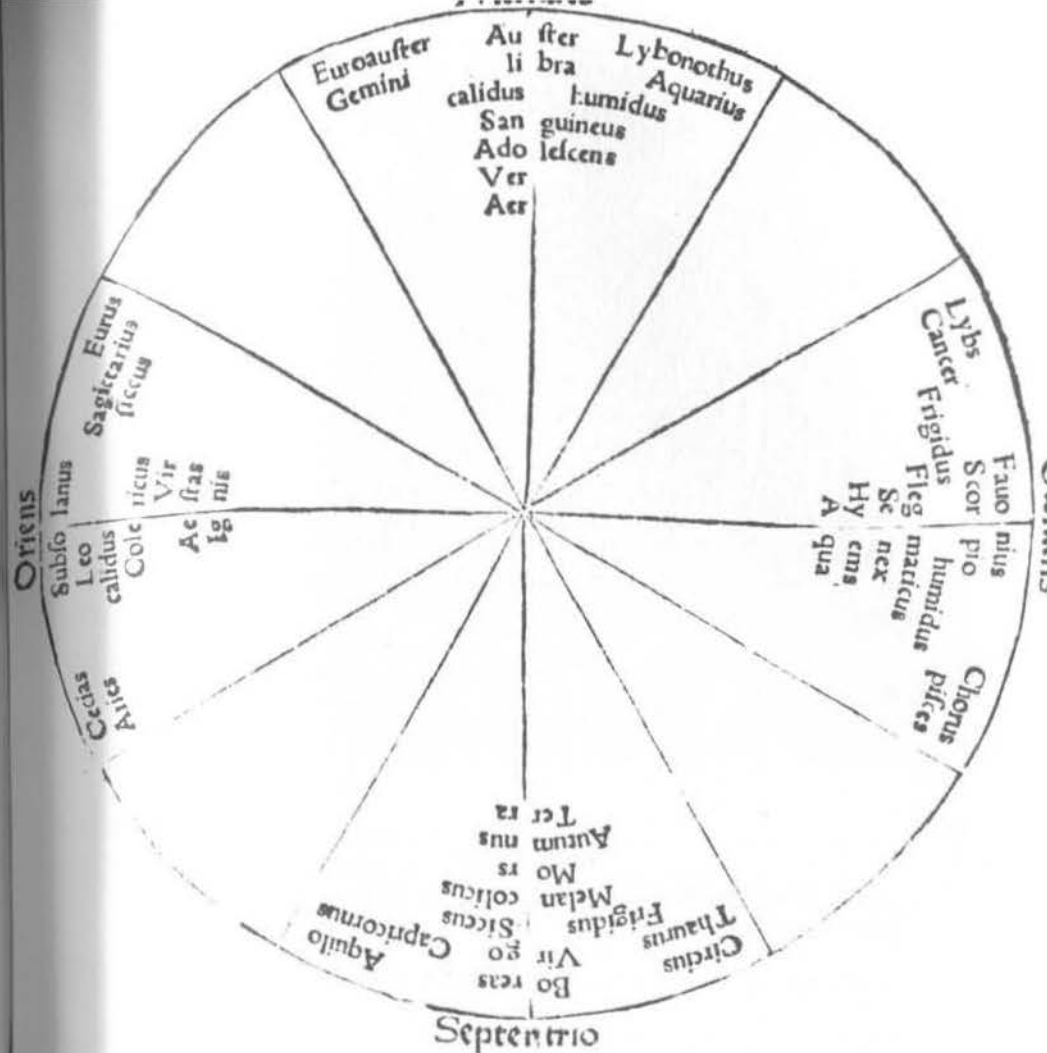 Euroauſter Au ſter Lybonothus
Gemini li bra Aquarius
calidus humidus
San guineus
Ado leſcens
Ver
Aer
Lybs
Cancer
Frigidus
Fauo nius
Scor pio
humidus
Fleg maticus
Se nex
Hy ems
A qua
Chorus
piſces
Septentrio
Bo reas
Circius
Vir go
Thaurus
Aquilo
Capricornus
Frigidus
Siccus
Melan colicus
Mo rs
Autum nus
Ter ra
Oriens
Subſo lanus
Cecias
Aries
Eurus
Sagittarius
ſiccus
Leo
calidus
Cole ricus
Vir
Ae ſtas
Ig nis